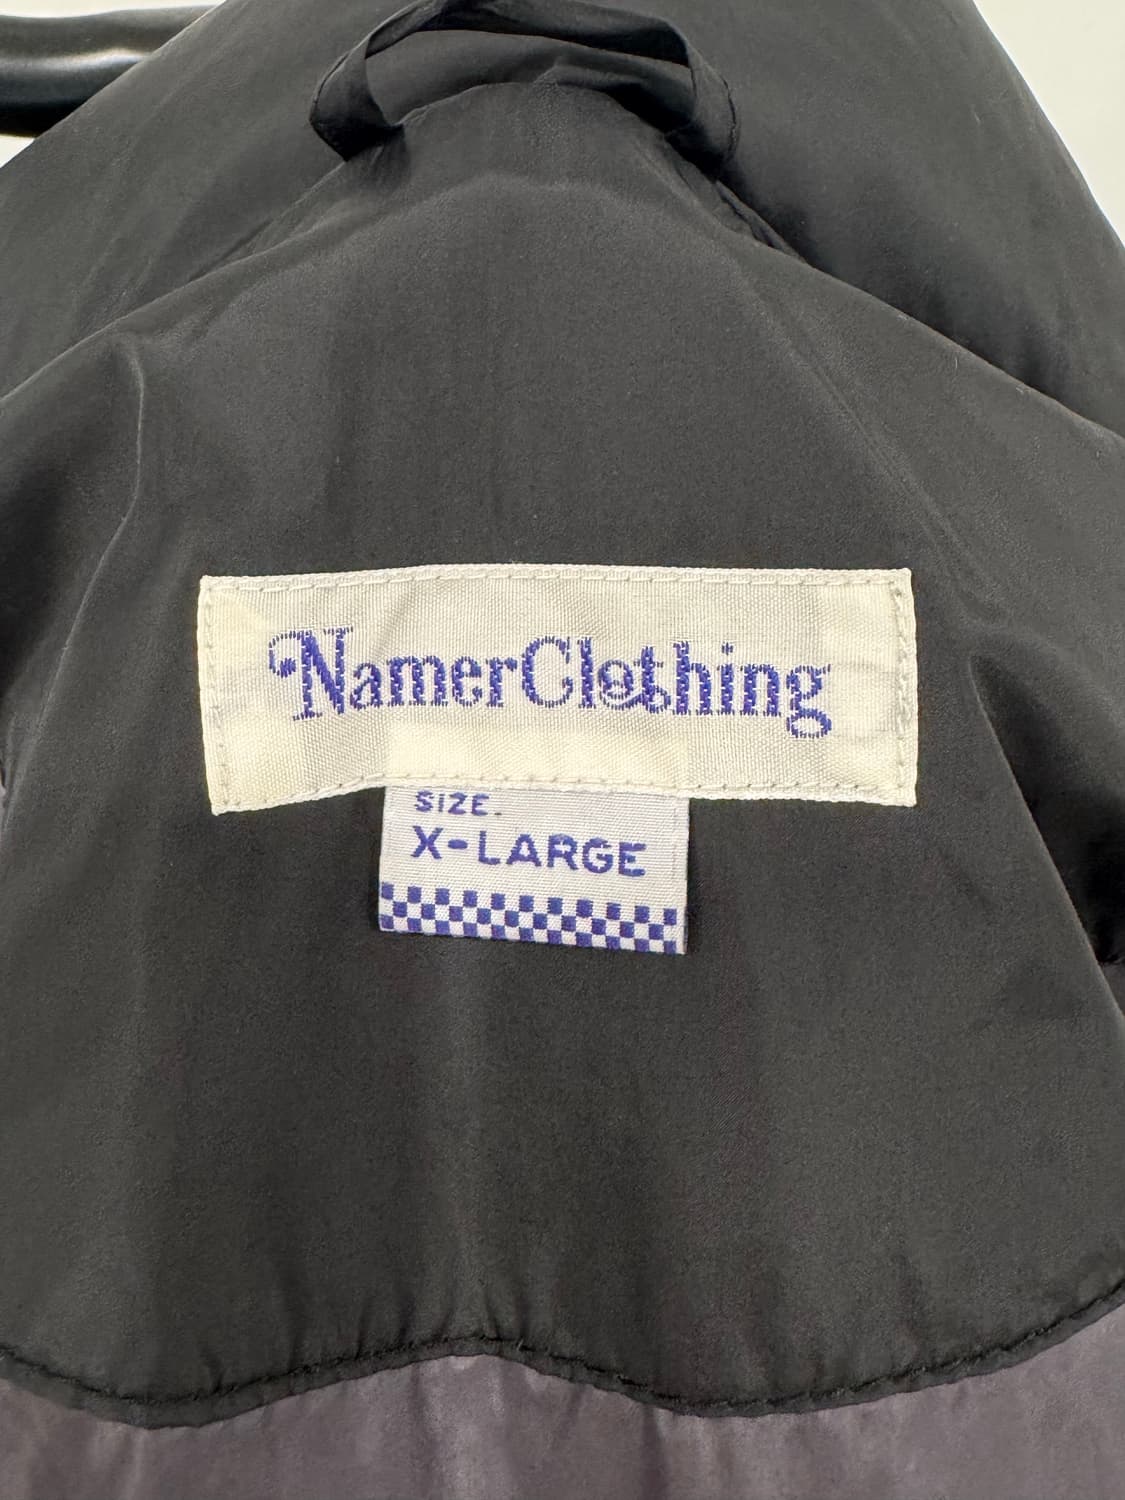 NamerClothing
SIZE.
X-LARGE